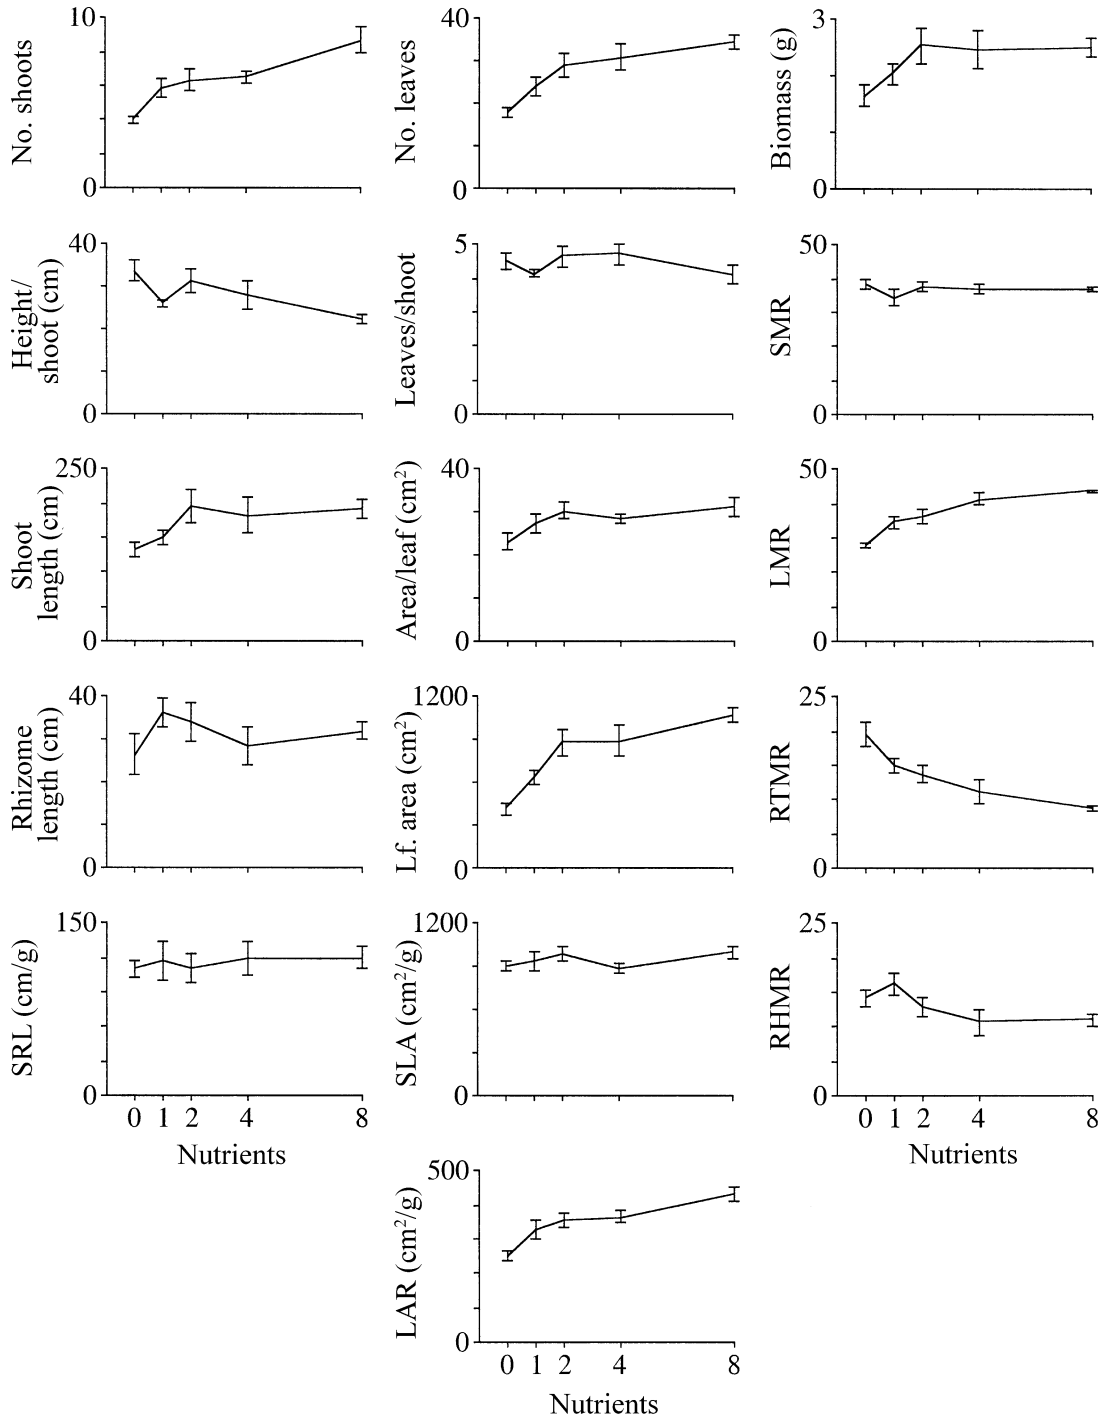 10
No. shoots
0
40
No. leaves
0
3
Biomass (g)
0
40
Height/
shoot (cm)
0
5
Leaves/shoot
0
50
SMR
0
250
Shoot
length (cm)
0
40
Area/leaf (cm²)
0
50
LMR
0
40
Rhizome
length (cm)
0
1200
Lf. area (cm²)
0
25
RTMR
0
150
SRL (cm/g)
0
0 1 2 4 8
Nutrients
1200
SLA (cm²/g)
0
25
RHMR
0
0 1 2 4 8
Nutrients
500
LAR (cm²/g)
0
0 1 2 4 8
Nutrients